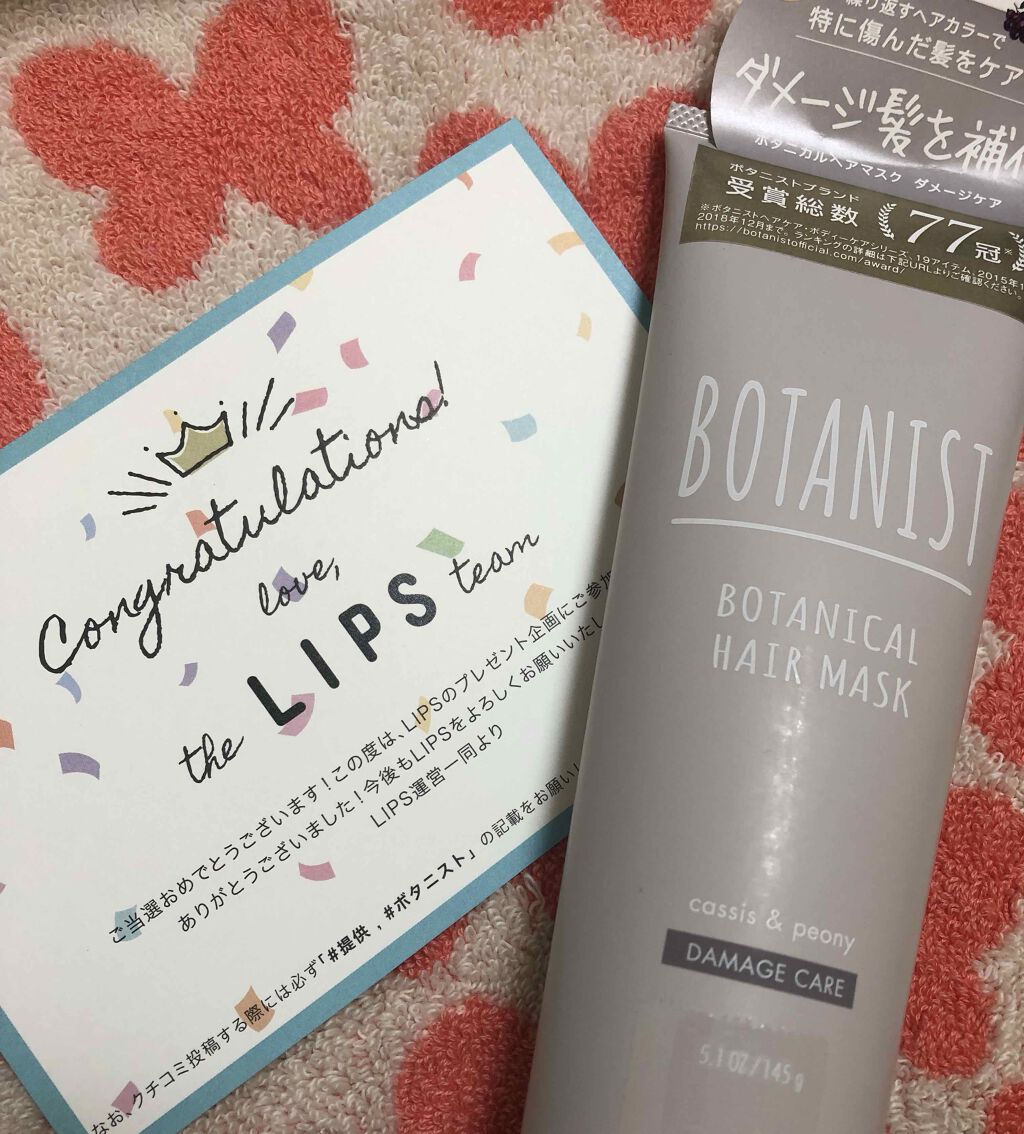 Congratulations!
love,
the LIPS team
ご当選おめでとうございます！この度は、LIPSのプレゼント企画にご参加
ありがとうございました！今後もLIPSをよろしくお願いいたし
LIPS運営一同より
なお、クチコミ投稿する際には必ず「#提供，#ボタニスト」の記載をお願いし
繰り返すヘアカラーで
特に傷んだ髪をケア
ダメージ髪を補
ボタニカルヘアマスク ダメージケア
ボタニストブランド
受賞総数 77冠※
※ボタニストヘアケア・ボディーケアシリーズ、19アイテム、2015年1
2018年12月まで。ランキングの詳細は下記URLよりご確認ください。
https://botanistofficial.com/award/
BOTANIST
BOTANICAL
HAIR MASK
cassis & peony
DAMAGE CARE
5.1 OZ/145g